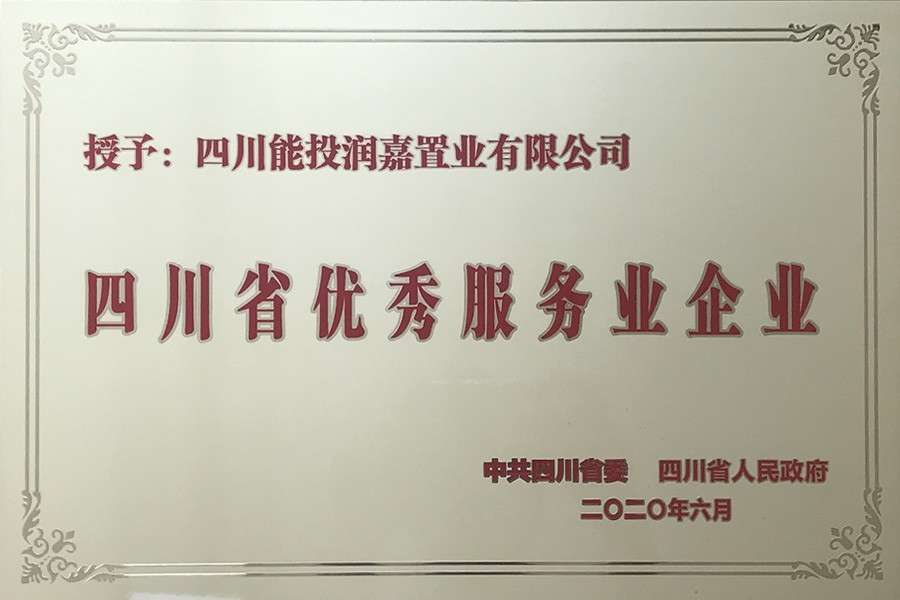 授予：四川能投润嘉置业有限公司
四川省优秀服务业企业
中共四川省委 四川省人民政府
二〇二〇年六月